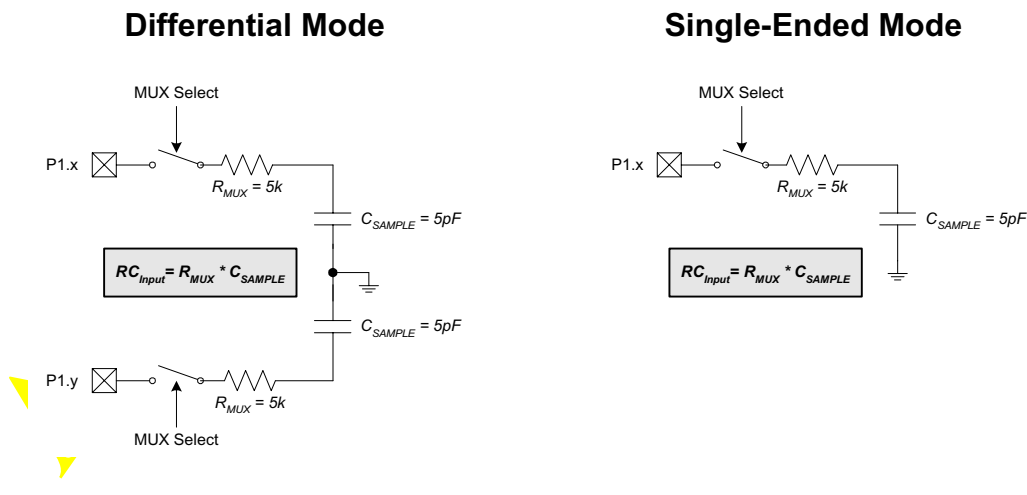 Differential Mode
MUX Select
P1.x
R_MUX = 5k
C_SAMPLE = 5pF
RC_Input= R_MUX * C_SAMPLE
C_SAMPLE = 5pF
P1.y
R_MUX = 5k
MUX Select
Single-Ended Mode
MUX Select
P1.x
R_MUX = 5k
C_SAMPLE = 5pF
RC_Input= R_MUX * C_SAMPLE